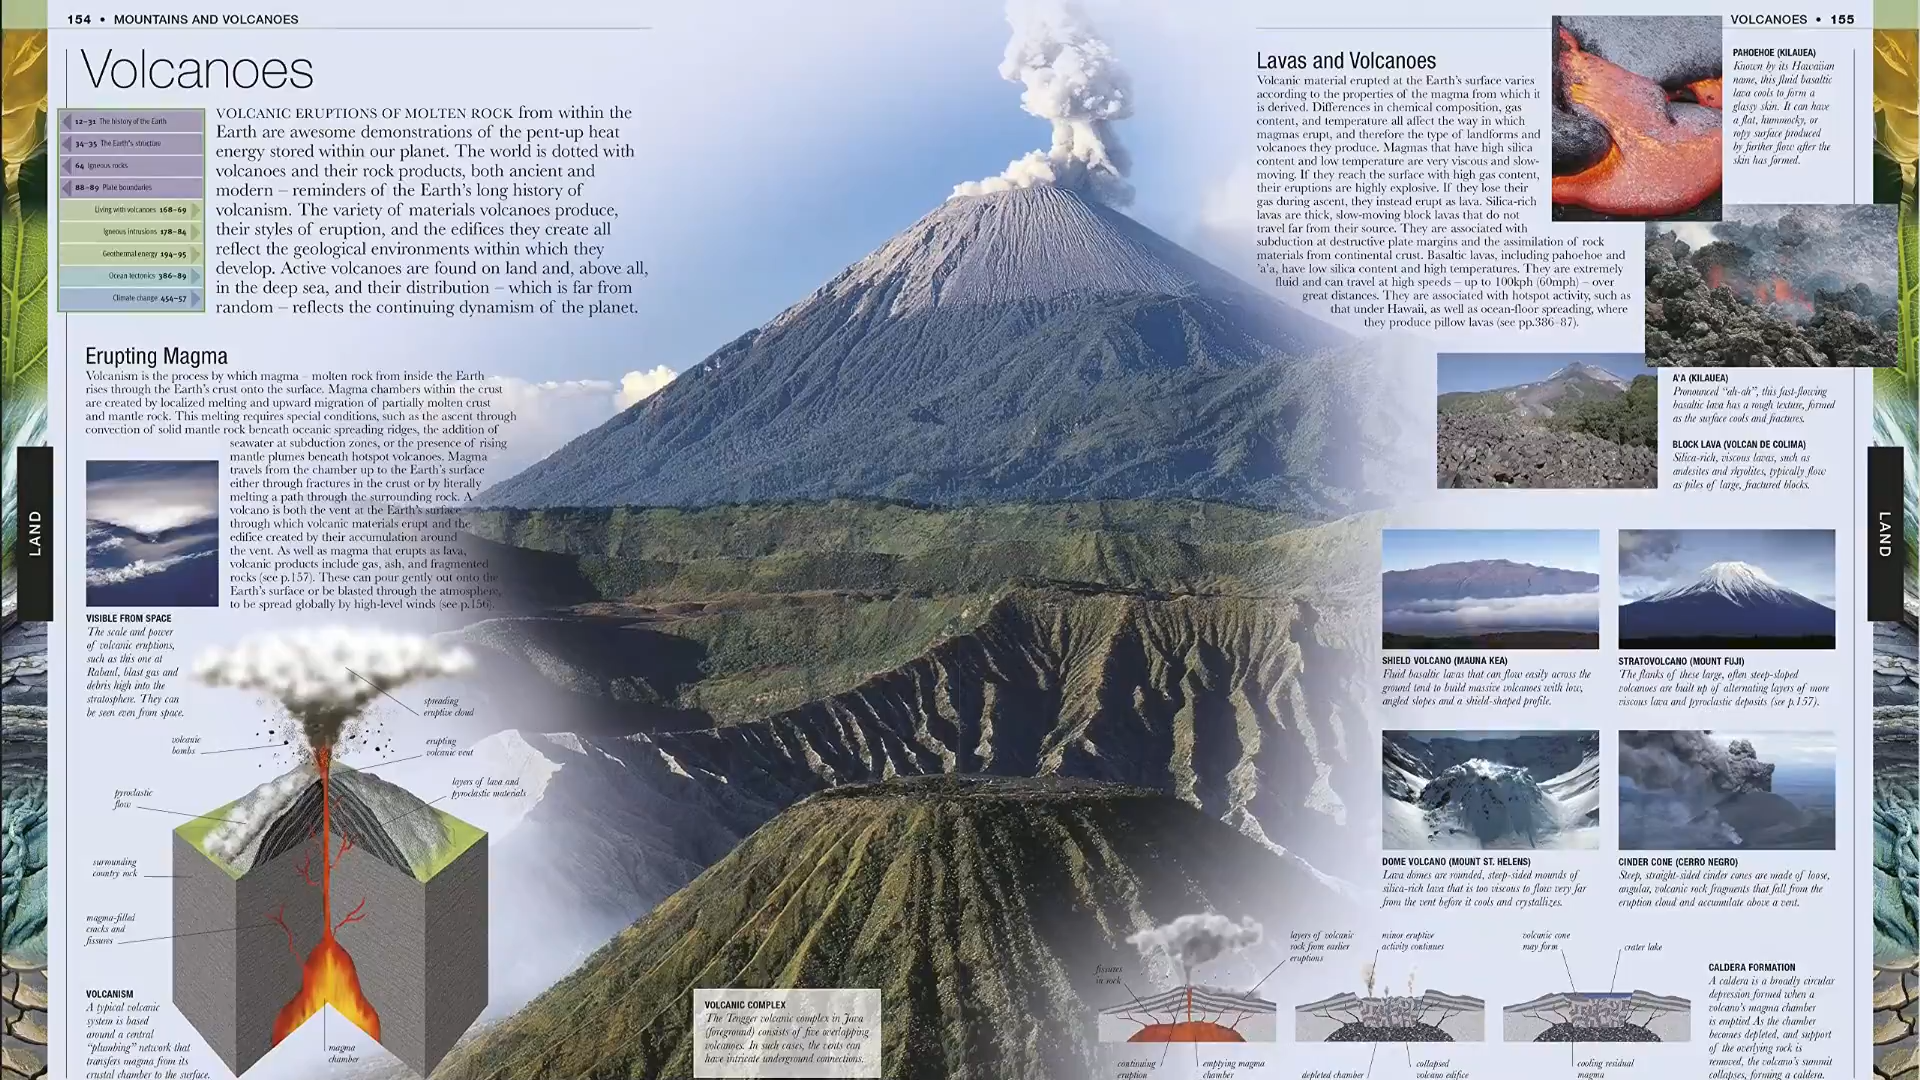 154 • MOUNTAINS AND VOLCANOES
Volcanoes
12–31 The history of the Earth
34–35 The Earth's structure
64 Igneous rocks
88–89 Plate boundaries
Living with volcanoes 168–69
Igneous intrusions 178–84
Geothermal energy 194–95
Ocean tectonics 386–89
Climate change 454–57
VOLCANIC ERUPTIONS OF MOLTEN ROCK from within the
Earth are awesome demonstrations of the pent-up heat
energy stored within our planet. The world is dotted with
volcanoes and their rock products, both ancient and
modern – reminders of the Earth's long history of
volcanism. The variety of materials volcanoes produce,
their styles of eruption, and the edifices they create all
reflect the geological environments within which they
develop. Active volcanoes are found on land and, above all,
in the deep sea, and their distribution – which is far from
random – reflects the continuing dynamism of the planet.
Erupting Magma
Volcanism is the process by which magma – molten rock from inside the Earth –
rises through the Earth's crust onto the surface. Magma chambers within the crust
are created by localized melting and upward migration of partially molten crust
and mantle rock. This melting requires special conditions, such as the ascent through
convection of solid mantle rock beneath oceanic spreading ridges, the addition of
seawater at subduction zones, or the presence of rising
mantle plumes beneath hotspot volcanoes. Magma
travels from the chamber up to the Earth's surface
either through fractures in the crust or by literally
melting a path through the surrounding rock. A
volcano is both the vent at the Earth's surface
through which volcanic materials erupt and the
edifice created by their accumulation around
the vent. As well as magma that erupts as lava,
volcanic products include gas, ash, and fragmented
rocks (see p.157). These can pour gently out onto the
Earth's surface or be blasted through the atmosphere,
to be spread globally by high-level winds (see p.156).
VISIBLE FROM SPACE
The scale and power
of volcanic eruptions,
such as this one at
Rabaul, blast gas and
debris high into the
stratosphere. They can
be seen even from space.
spreading
eruptive cloud
volcanic
bombs
erupting
volcanic vent
pyroclastic
flow
layers of lava and
pyroclastic materials
surrounding
country rock
magma-filled
cracks and
fissures
magma
chamber
VOLCANISM
A typical volcanic
system is based
around a central
"plumbing" network that
transfers magma from its
crustal chamber to the surface.
LAND
VOLCANIC COMPLEX
The Tengger volcanic complex in Java
(foreground) consists of five overlapping
volcanoes. In such cases, the vents can
have intricate underground connections.
VOLCANOES • 155
Lavas and Volcanoes
Volcanic material erupted at the Earth's surface varies
according to the properties of the magma from which it
is derived. Differences in chemical composition, gas
content, and temperature all affect the way in which
magmas erupt, and therefore the type of landforms and
volcanoes they produce. Magmas that have high silica
content and low temperature are very viscous and slow-
moving. If they reach the surface with high gas content,
their eruptions are highly explosive. If they lose their
gas during ascent, they instead erupt as lava. Silica-rich
lavas are thick, slow-moving block lavas that do not
travel far from their source. They are associated with
subduction at destructive plate margins and the assimilation of rock
materials from continental crust. Basaltic lavas, including pahoehoe and
'a'a, have low silica content and high temperatures. They are extremely
fluid and can travel at high speeds – up to 100kph (60mph) – over
great distances. They are associated with hotspot activity, such as
that under Hawaii, as well as ocean-floor spreading, where
they produce pillow lavas (see pp.386–87).
PAHOEHOE (KILAUEA)
Known by its Hawaiian
name, this fluid basaltic
lava cools to form a
glassy skin. It can have
a flat, hummocky, or
ropy surface produced
by further flow after the
skin has formed.
A'A (KILAUEA)
Pronounced "ah-ah", this fast-flowing
basaltic lava has a rough texture, formed
as the surface cools and fractures.
BLOCK LAVA (VOLCAN DE COLIMA)
Silica-rich, viscous lavas, such as
andesites and rhyolites, typically flow
as piles of large, fractured blocks.
SHIELD VOLCANO (MAUNA KEA)
Fluid basaltic lavas that can flow easily across the
ground tend to build massive volcanoes with low,
angled slopes and a shield-shaped profile.
STRATOVOLCANO (MOUNT FUJI)
The flanks of these large, often steep-sloped
volcanoes are built up of alternating layers of more
viscous lava and pyroclastic deposits (see p.157).
DOME VOLCANO (MOUNT ST. HELENS)
Lava domes are rounded, steep-sided mounds of
silica-rich lava that is too viscous to flow very far
from the vent before it cools and crystallizes.
CINDER CONE (CERRO NEGRO)
Steep, straight-sided cinder cones are made of loose,
angular, volcanic rock fragments that fall from the
eruption cloud and accumulate above a vent.
fissures
in rock
layers of volcanic
rock from earlier
eruptions
minor eruptive
activity continues
volcanic cone
may form
crater lake
continuing
eruption
emptying magma
chamber
depleted chamber
collapsed
volcano edifice
cooling residual
magma
CALDERA FORMATION
A caldera is a broadly circular
depression formed when a
volcano's magma chamber
is emptied As the chamber
becomes depleted, and support
of the overlying rock is
removed, the volcano's summit
collapses, forming a caldera.
LAND